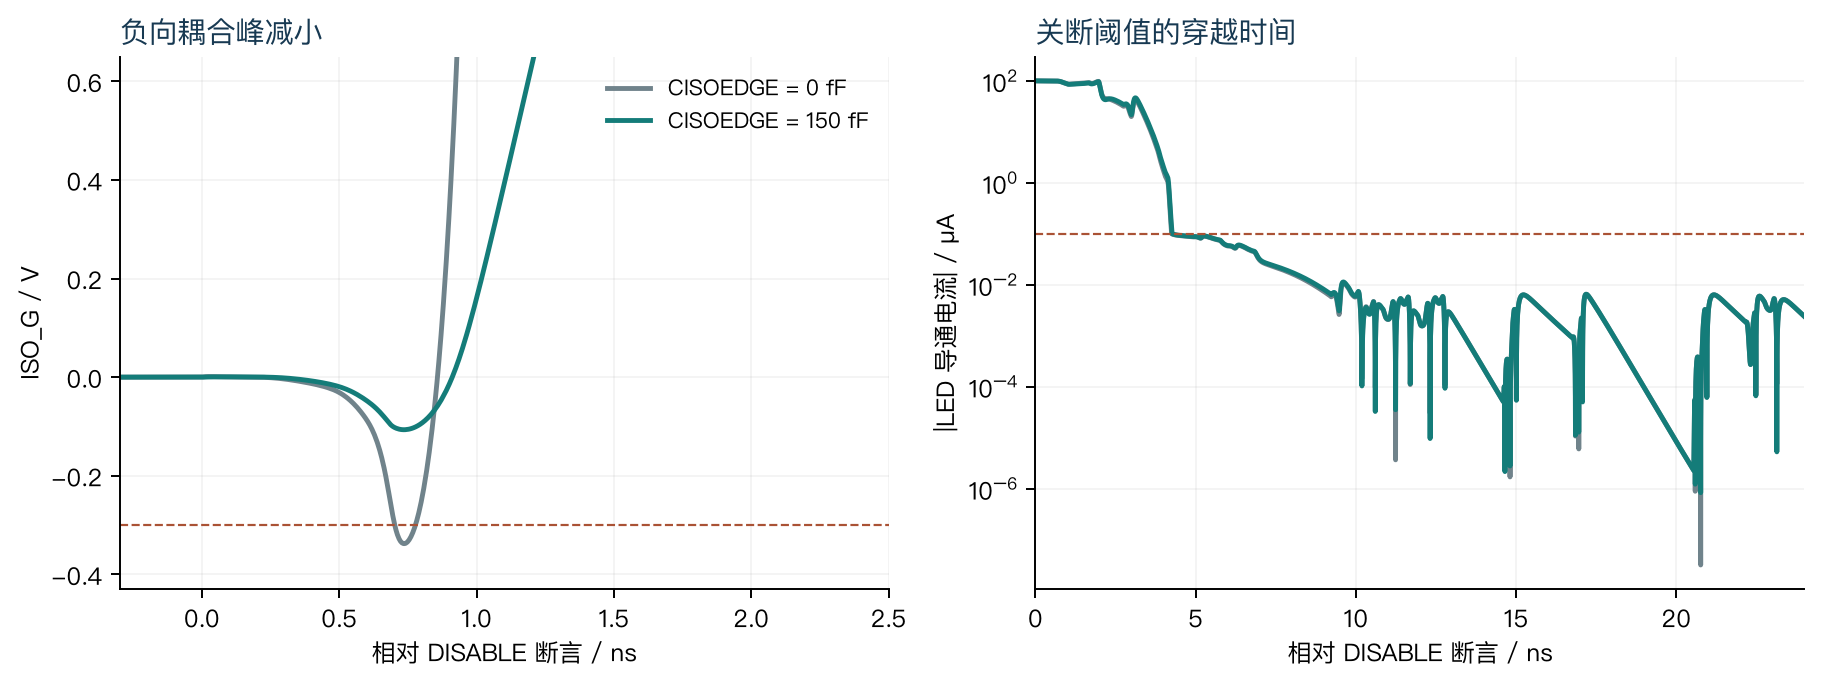 负向耦合峰减小
ISO_G / V
0.6
0.4
0.2
0.0
−0.2
−0.4
CISOEDGE = 0 fF
CISOEDGE = 150 fF
0.0 0.5 1.0 1.5 2.0 2.5
相对 DISABLE 断言 / ns
关断阈值的穿越时间
|LED 导通电流| / μA
10²
10⁰
10⁻²
10⁻⁴
10⁻⁶
0 5 10 15 20
相对 DISABLE 断言 / ns